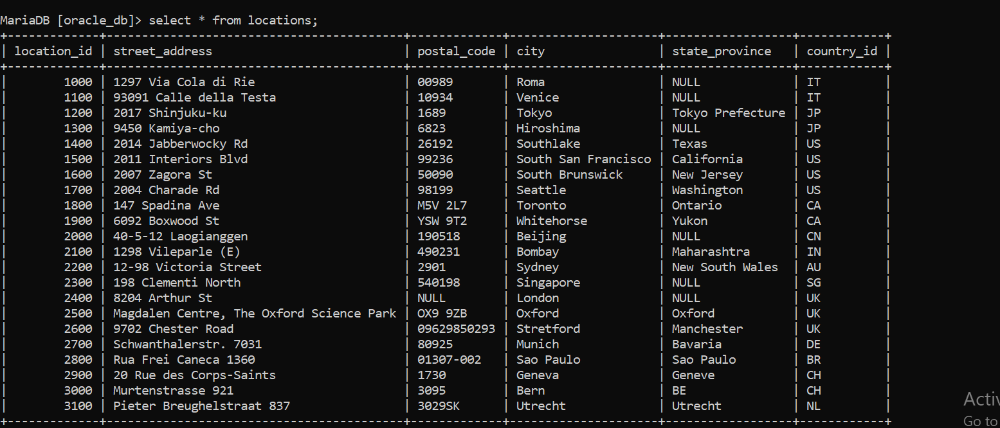 MariaDB [oracle_db]> select * from locations;
+-------------+------------------------------------------+-------------+---------------------+------------------+------------+
| location_id | street_address                           | postal_code | city                | state_province   | country_id |
+-------------+------------------------------------------+-------------+---------------------+------------------+------------+
|        1000 | 1297 Via Cola di Rie                     | 00989       | Roma                | NULL             | IT         |
|        1100 | 93091 Calle della Testa                  | 10934       | Venice              | NULL             | IT         |
|        1200 | 2017 Shinjuku-ku                         | 1689        | Tokyo               | Tokyo Prefecture | JP         |
|        1300 | 9450 Kamiya-cho                          | 6823        | Hiroshima           | NULL             | JP         |
|        1400 | 2014 Jabberwocky Rd                      | 26192       | Southlake           | Texas            | US         |
|        1500 | 2011 Interiors Blvd                      | 99236       | South San Francisco | California       | US         |
|        1600 | 2007 Zagora St                           | 50090       | South Brunswick     | New Jersey       | US         |
|        1700 | 2004 Charade Rd                          | 98199       | Seattle             | Washington       | US         |
|        1800 | 147 Spadina Ave                          | M5V 2L7     | Toronto             | Ontario          | CA         |
|        1900 | 6092 Boxwood St                          | YSW 9T2     | Whitehorse          | Yukon            | CA         |
|        2000 | 40-5-12 Laogianggen                      | 190518      | Beijing             | NULL             | CN         |
|        2100 | 1298 Vileparle (E)                       | 490231      | Bombay              | Maharashtra      | IN         |
|        2200 | 12-98 Victoria Street                    | 2901        | Sydney              | New South Wales  | AU         |
|        2300 | 198 Clementi North                       | 540198      | Singapore           | NULL             | SG         |
|        2400 | 8204 Arthur St                           | NULL        | London              | NULL             | UK         |
|        2500 | Magdalen Centre, The Oxford Science Park | OX9 9ZB     | Oxford              | Oxford           | UK         |
|        2600 | 9702 Chester Road                        | 09629850293 | Stretford           | Manchester       | UK         |
|        2700 | Schwanthalerstr. 7031                    | 80925       | Munich              | Bavaria          | DE         |
|        2800 | Rua Frei Caneca 1360                     | 01307-002   | Sao Paulo           | Sao Paulo        | BR         |
|        2900 | 20 Rue des Corps-Saints                  | 1730        | Geneva              | Geneve           | CH         |
|        3000 | Murtenstrasse 921                        | 3095        | Bern                | BE               | CH         |
|        3100 | Pieter Breughelstraat 837                | 3029SK      | Utrecht             | Utrecht          | NL         |
+-------------+------------------------------------------+-------------+---------------------+------------------+------------+
Go to